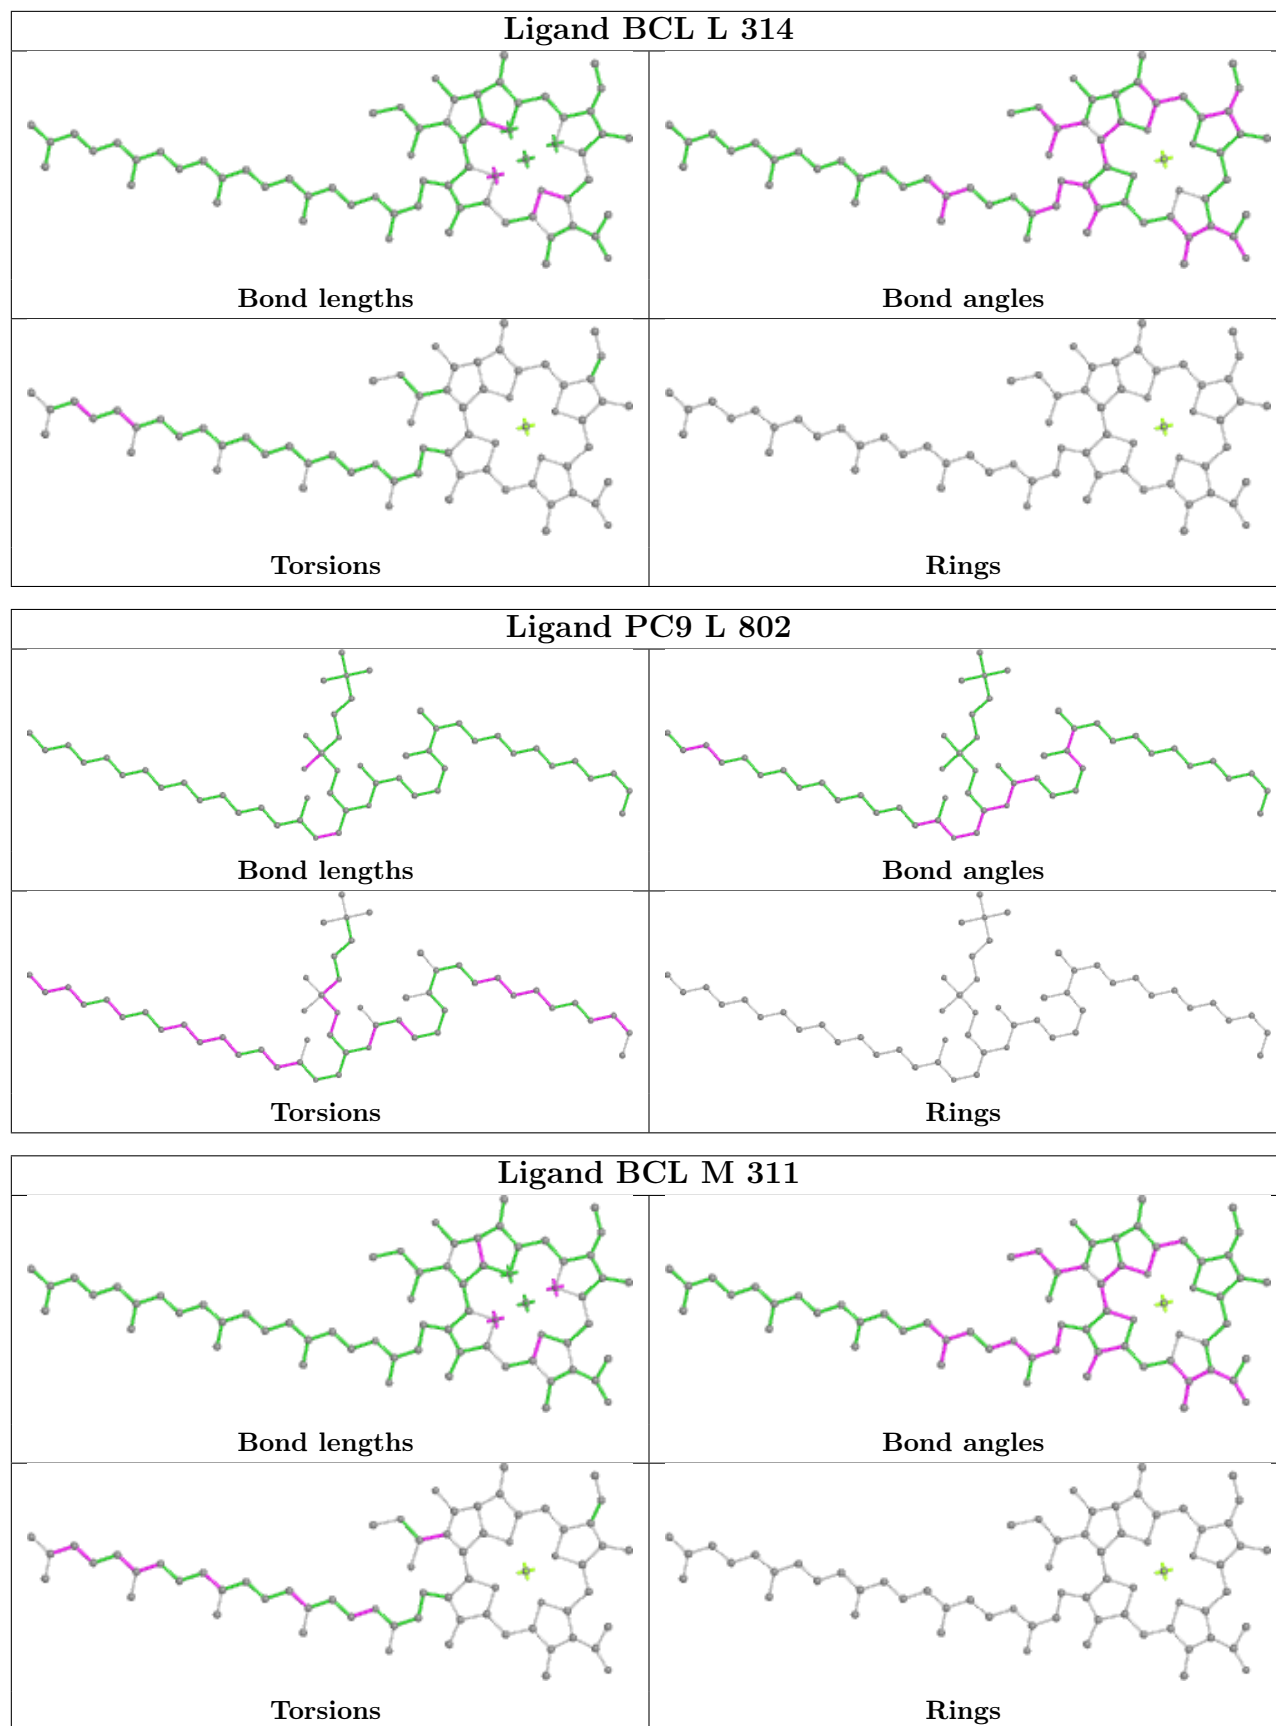 Ligand BCL L 314
Bond lengths
Bond angles
Torsions
Rings
Ligand PC9 L 802
Bond lengths
Bond angles
Torsions
Rings
Ligand BCL M 311
Bond lengths
Bond angles
Torsions
Rings